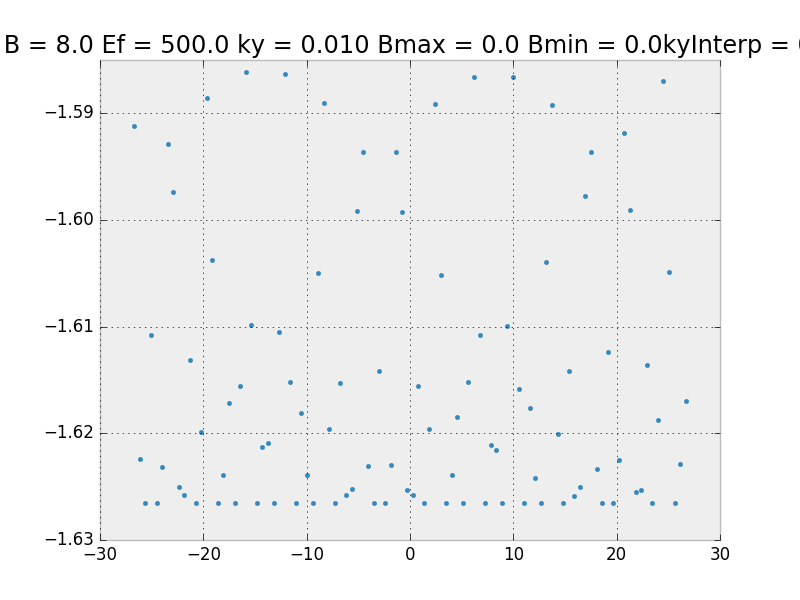 B = 8.0 Ef = 500.0 ky = 0.010 Bmax = 0.0 Bmin = 0.0kyInterp =
−1.59
−1.60
−1.61
−1.62
−1.63
−30 −20 −10 0 10 20 30